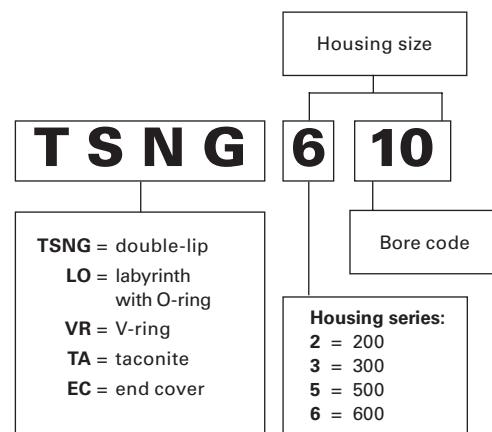 Housing size
T S N G 6 10
TSNG = double-lip
LO = labyrinth
with O-ring
VR = V-ring
TA = taconite
EC = end cover
Bore code
Housing series:
2 = 200
3 = 300
5 = 500
6 = 600